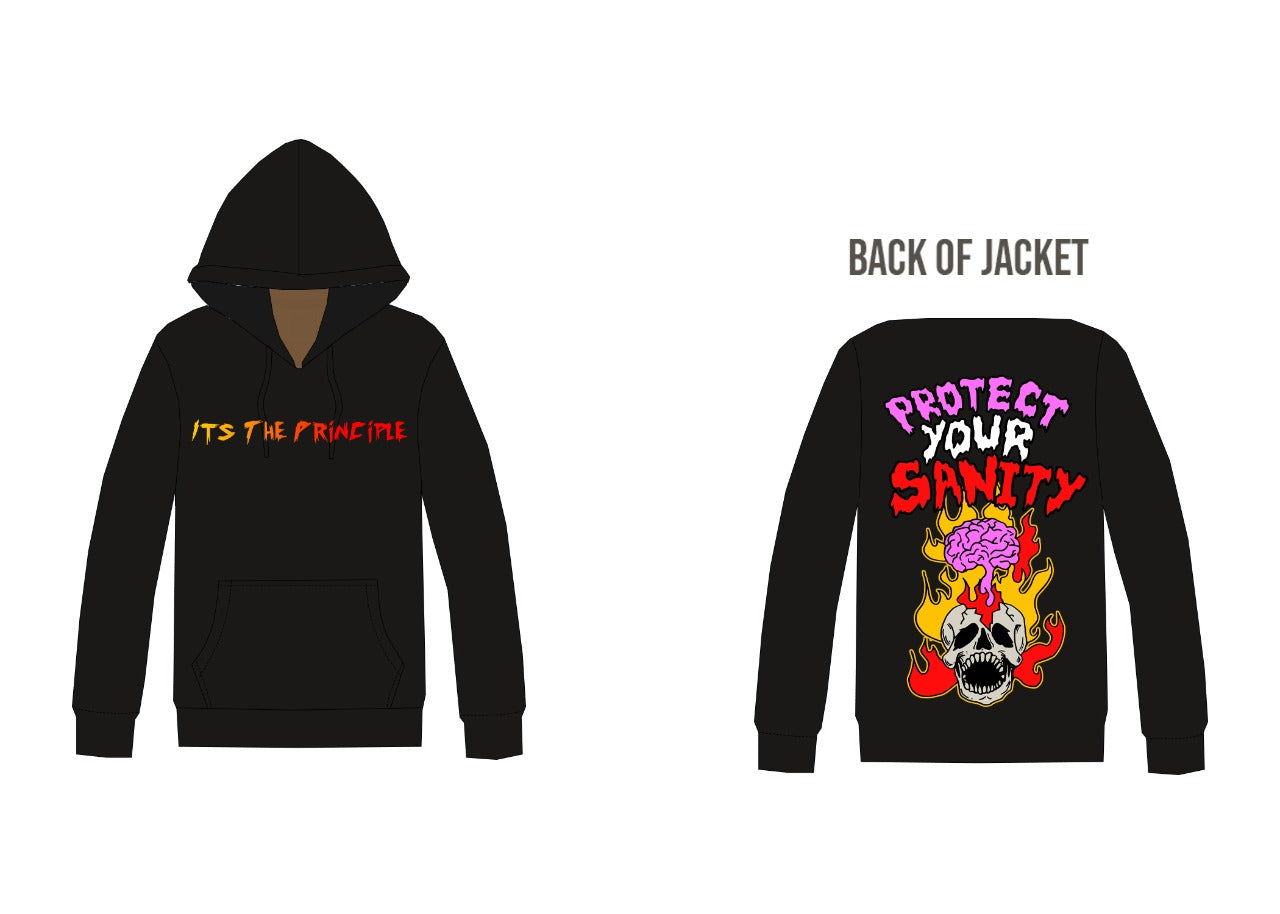 ITS THE PRINCIPLE
BACK OF JACKET
PROTECT
YOUR
SANITY